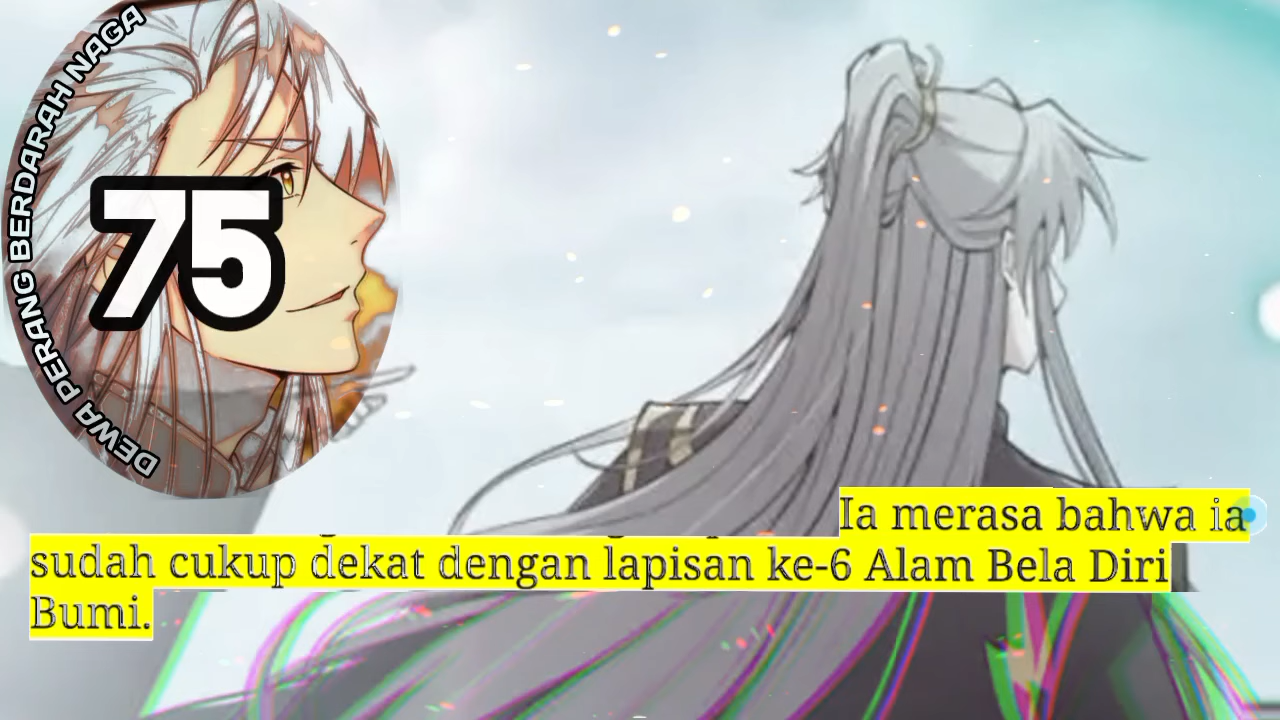 DEWA PERANG BERDARAH NAGA
75
Ia merasa bahwa ia
sudah cukup dekat dengan lapisan ke-6 Alam Bela Diri
Bumi.